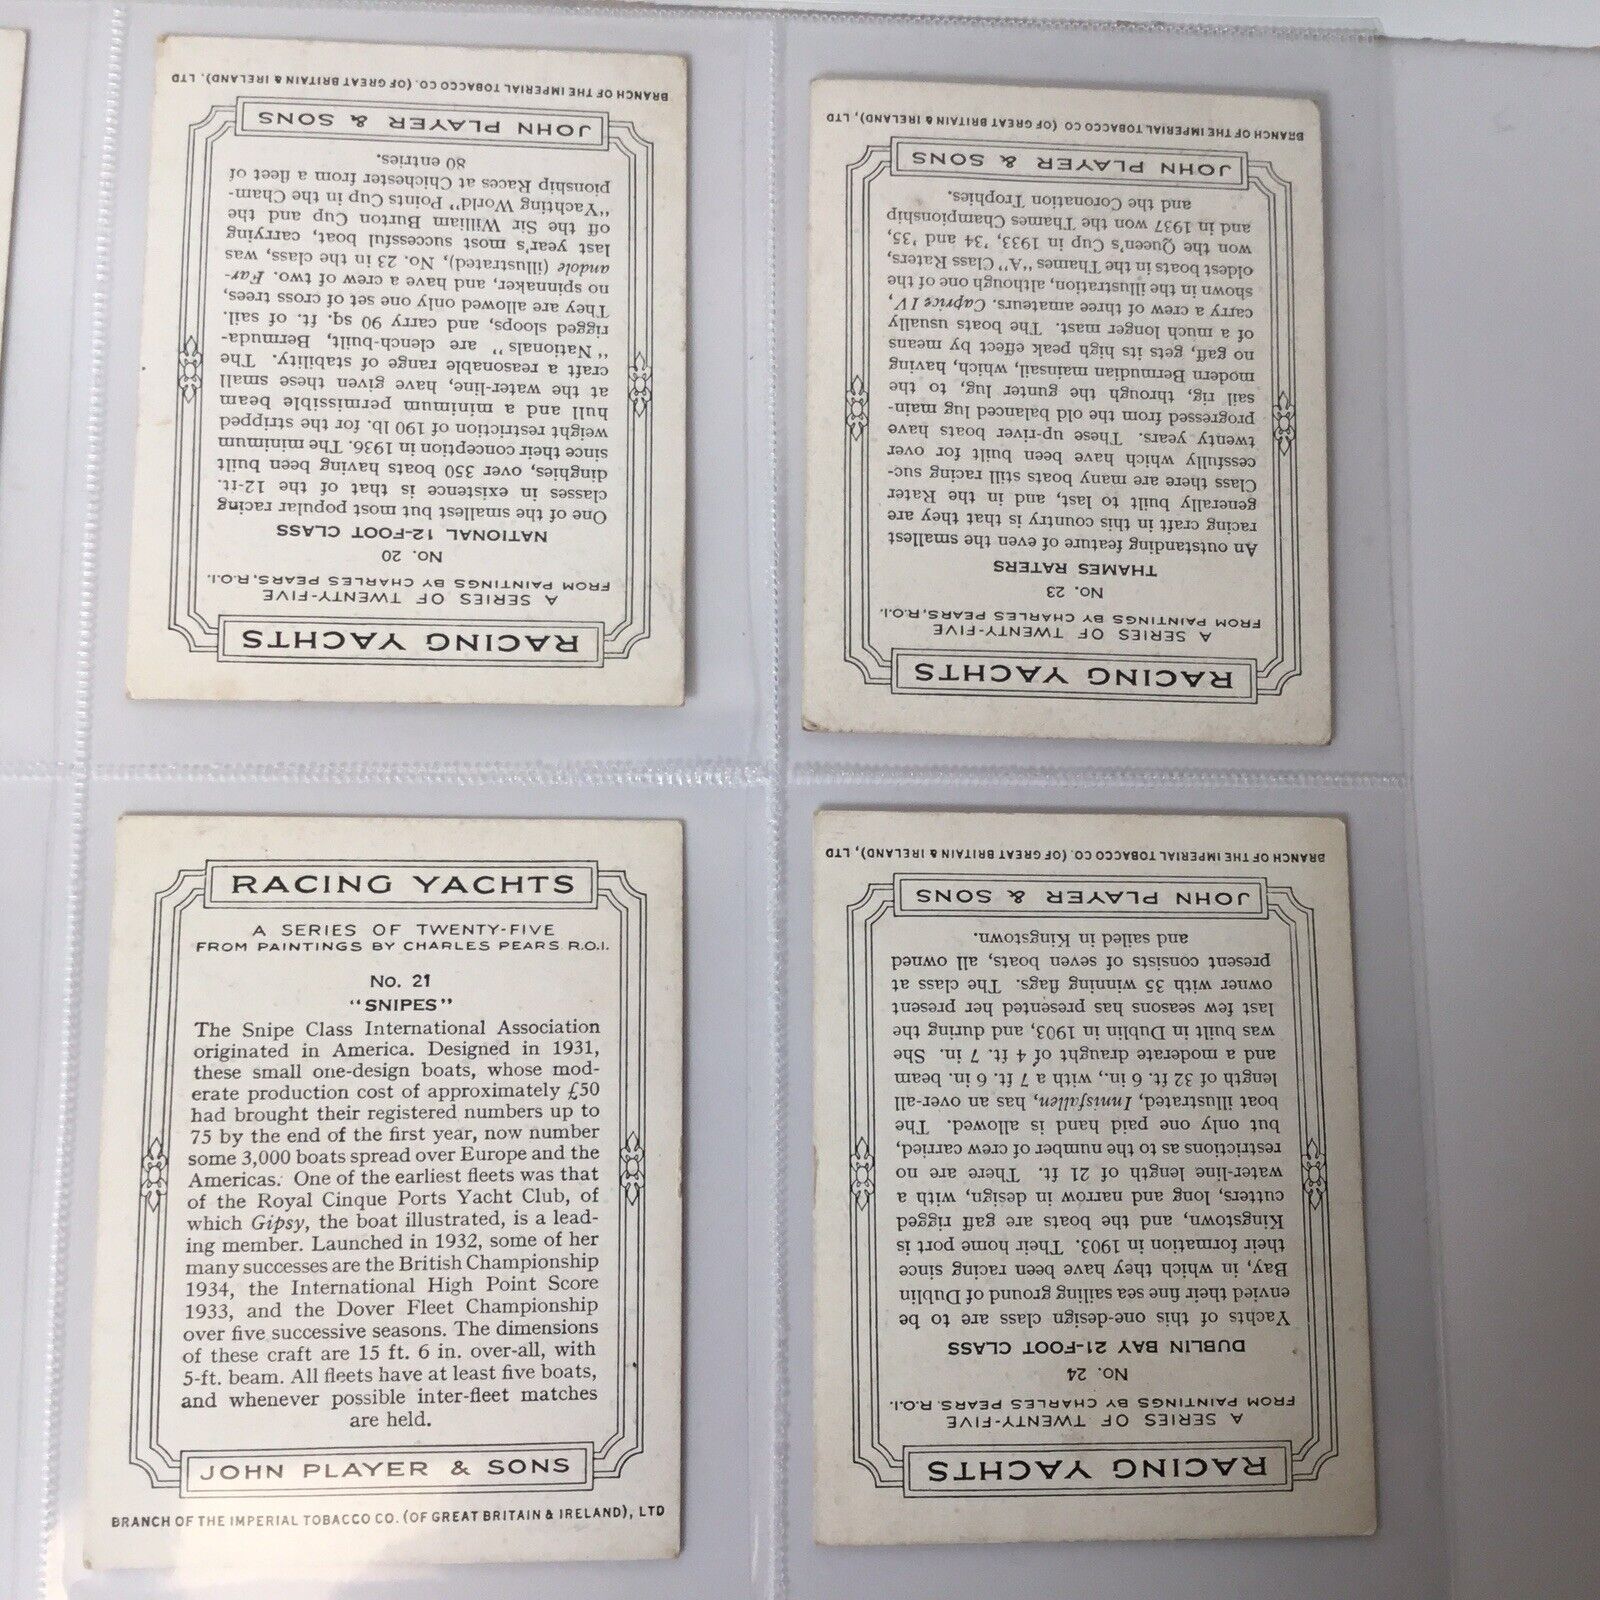 RACING YACHTS
A SERIES OF TWENTY-FIVE
FROM PAINTINGS BY CHARLES PEARS, R.O.I.
No. 20
NATIONAL 12-FOOT CLASS
One of the smallest but most popular racing
classes in existence is that of the 12-ft.
dinghies, over 350 boats having been built
since their conception in 1936. The minimum
weight restriction of 190 lb. for the stripped
hull and a minimum permissible beam
at the water-line, have given these small
craft a reasonable range of stability. The
"Nationals" are clench-built, Bermuda-
rigged sloops, and carry 90 sq. ft. of sail.
They are allowed only one set of cross trees,
no spinnaker, and have a crew of two. Far-
andole (illustrated), No. 23 in the class, was
last year's most successful boat, carrying
off the Sir William Burton Cup and the
"Yachting World" Points Cup in the Cham-
pionship Races at Chichester from a fleet of
80 entries.
JOHN PLAYER & SONS
BRANCH OF THE IMPERIAL TOBACCO CO. (OF GREAT BRITAIN & IRELAND), LTD
RACING YACHTS
A SERIES OF TWENTY-FIVE
FROM PAINTINGS BY CHARLES PEARS, R.O.I.
No. 23
THAMES RATERS
An outstanding feature of even the smallest
racing craft in this country is that they are
generally built to last, and in the Rater
Class there are many boats still racing suc-
cessfully which have been built for over
twenty years. These up-river boats have
progressed from the old balanced lug main-
sail rig, through the gunter lug, to the
modern Bermudian mainsail, which, having
no gaff, gets its high peak effect by means
of a much longer mast. The boats usually
carry a crew of three amateurs. Caprice IV,
shown in the illustration, although one of the
oldest boats in the Thames "A" Class Raters,
won the Queen's Cup in 1933, '34 and '35,
and in 1937 won the Thames Championship
and the Coronation Trophies.
JOHN PLAYER & SONS
BRANCH OF THE IMPERIAL TOBACCO CO (OF GREAT BRITAIN & IRELAND), LTD
RACING YACHTS
A SERIES OF TWENTY-FIVE
FROM PAINTINGS BY CHARLES PEARS R.O.I.
No. 21
"SNIPES"
The Snipe Class International Association
originated in America. Designed in 1931,
these small one-design boats, whose mod-
erate production cost of approximately £50
had brought their registered numbers up to
75 by the end of the first year, now number
some 3,000 boats spread over Europe and the
Americas. One of the earliest fleets was that
of the Royal Cinque Ports Yacht Club, of
which Gipsy, the boat illustrated, is a lead-
ing member. Launched in 1932, some of her
many successes are the British Championship
1934, the International High Point Score
1933, and the Dover Fleet Championship
over five successive seasons. The dimensions
of these craft are 15 ft. 6 in. over-all, with
5-ft. beam. All fleets have at least five boats,
and whenever possible inter-fleet matches
are held.
JOHN PLAYER & SONS
BRANCH OF THE IMPERIAL TOBACCO CO. (OF GREAT BRITAIN & IRELAND), LTD
RACING YACHTS
A SERIES OF TWENTY-FIVE
FROM PAINTINGS BY CHARLES PEARS. R.O.I.
No. 24
DUBLIN BAY 21-FOOT CLASS
Yachts of this one-design class are to be
envied their fine sea sailing ground of Dublin
Bay, in which they have been racing since
their formation in 1903. Their home port is
Kingstown, and the boats are gaff rigged
cutters, long and narrow in design, with a
water-line length of 21 ft. There are no
restrictions as to the number of crew carried,
but only one paid hand is allowed. The
boat illustrated, Innisfallen, has an over-all
length of 32 ft. 6 in., with a 7 ft. 6 in. beam
and a moderate draught of 4 ft. 7 in. She
was built in Dublin in 1903, and during the
last few seasons has presented her present
owner with 35 winning flags. The class at
present consists of seven boats, all owned
and sailed in Kingstown.
JOHN PLAYER & SONS
BRANCH OF THE IMPERIAL TOBACCO CO. (OF GREAT BRITAIN & IRELAND), LTD